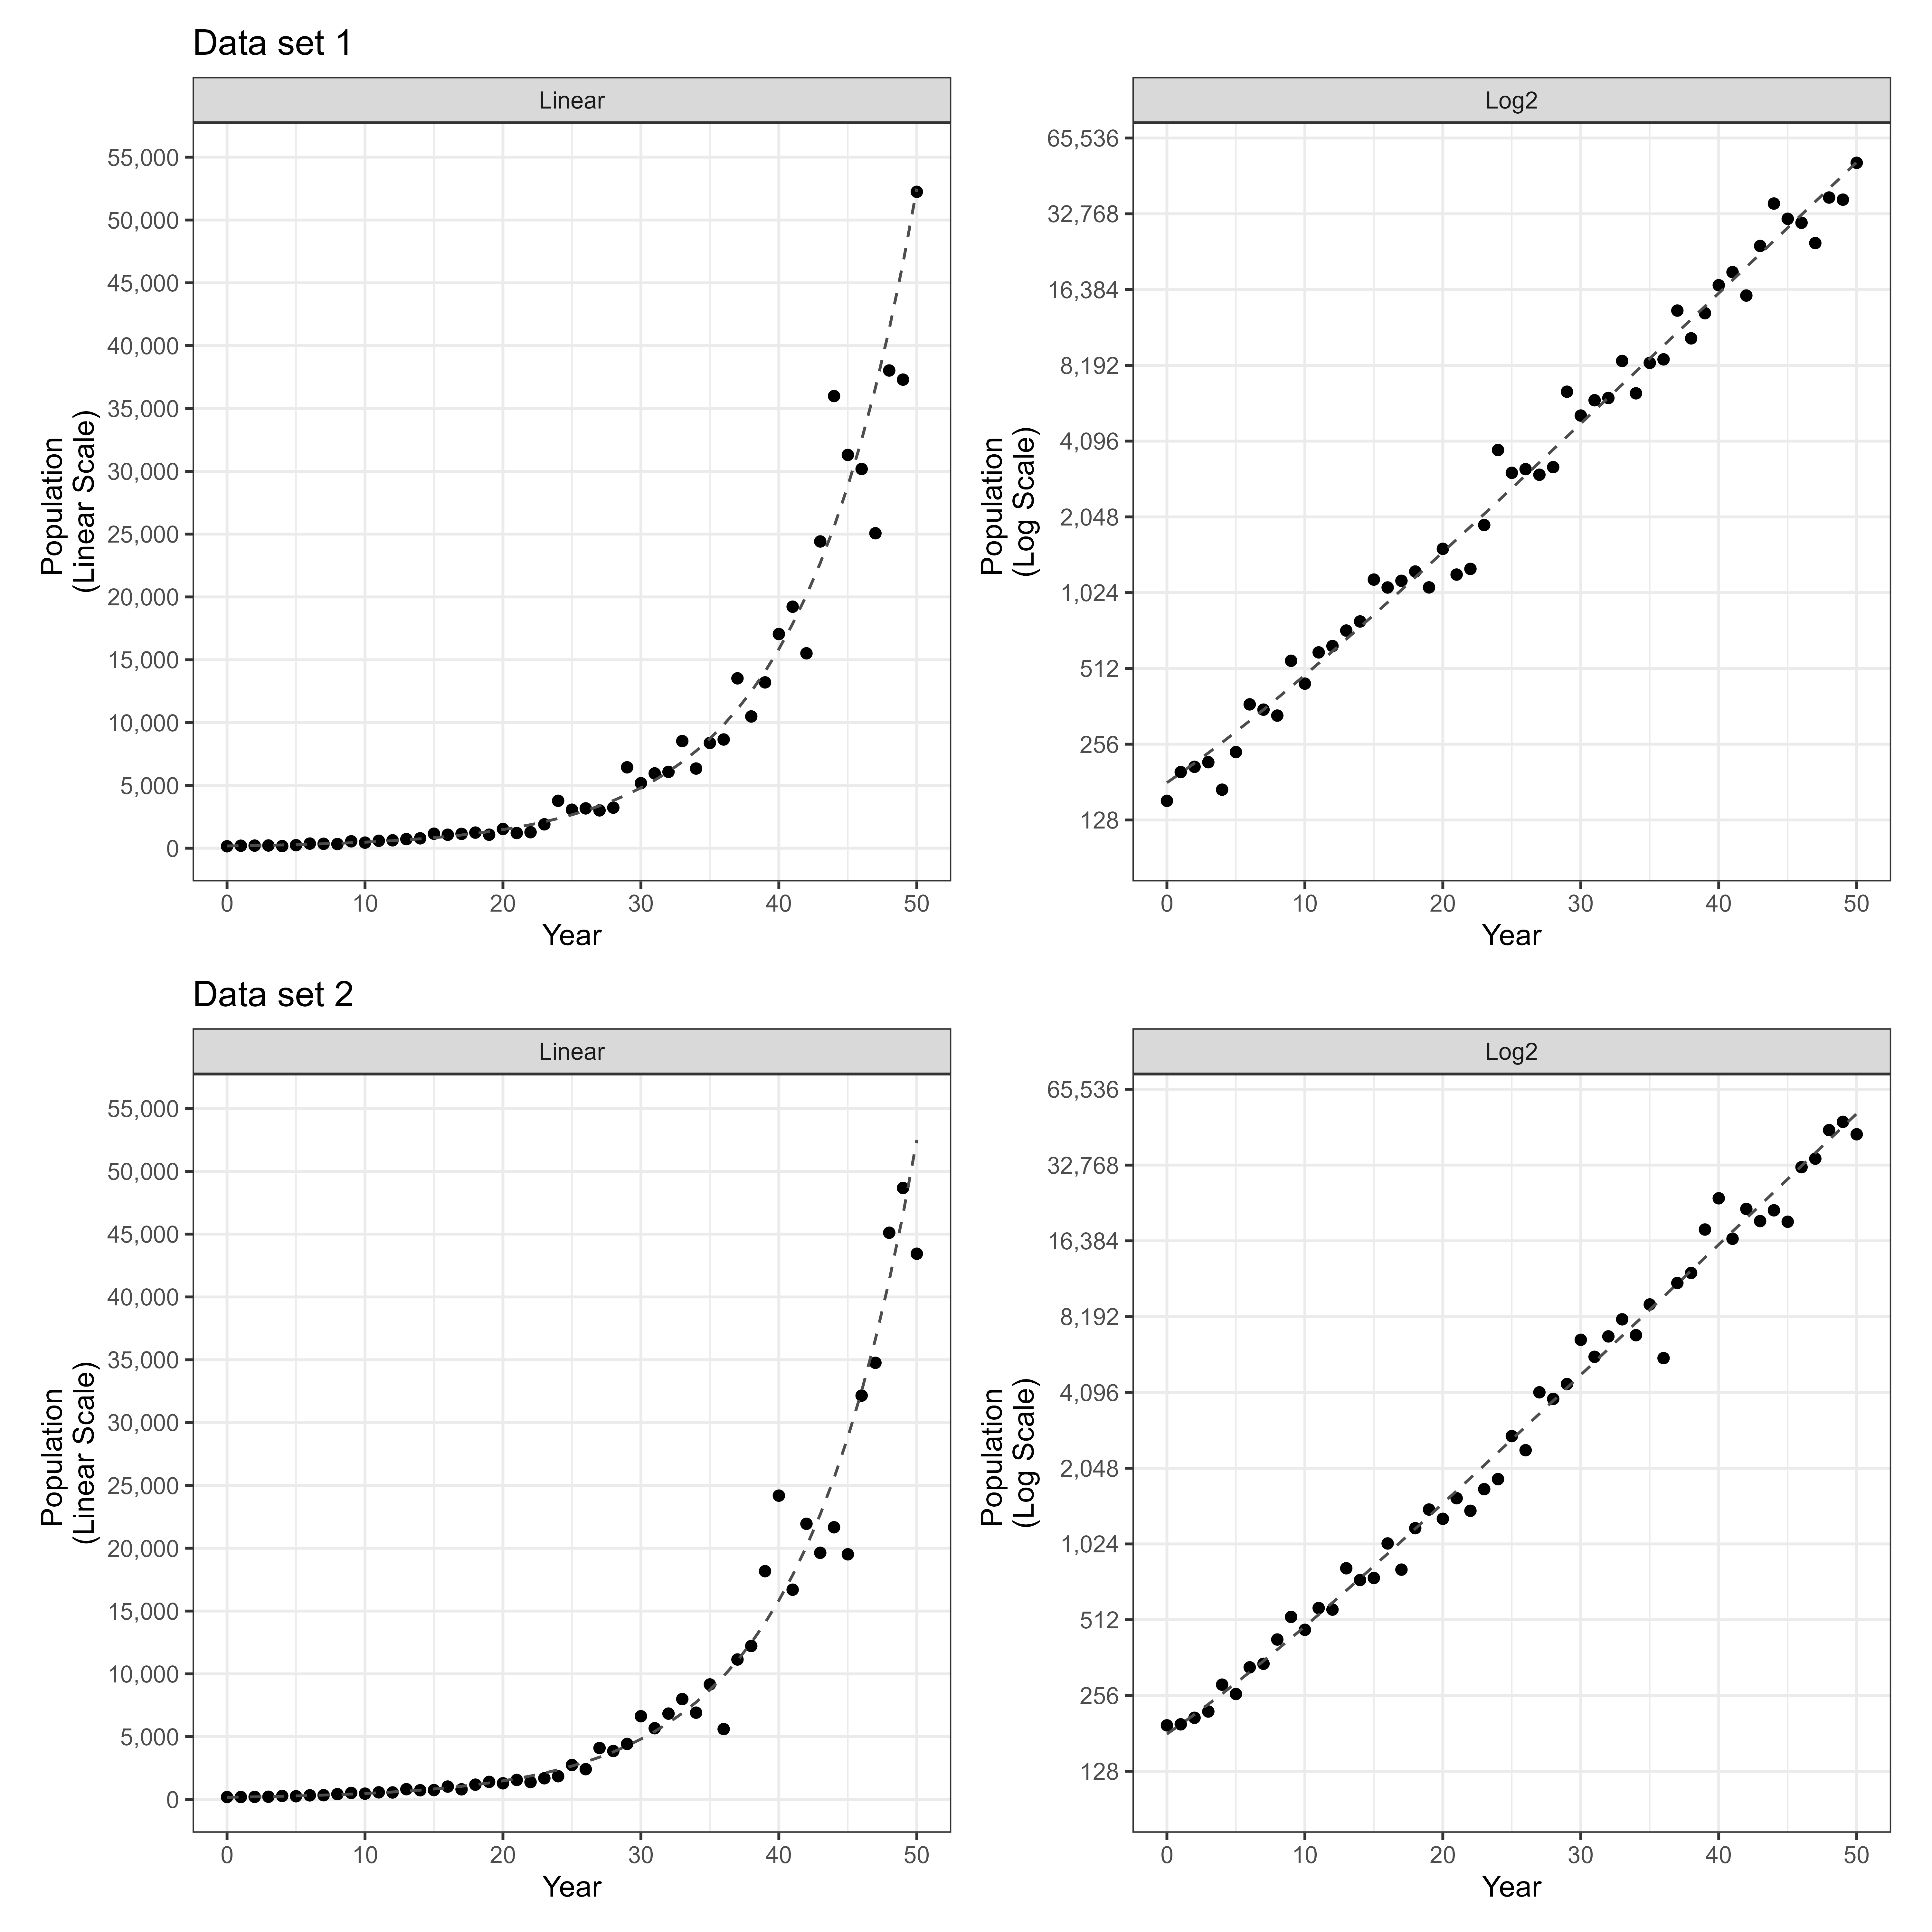 Data set 1
Linear
55,000
50,000
45,000
40,000
35,000
30,000
25,000
20,000
15,000
10,000
5,000
0
Population
(Linear Scale)
0 10 20 30 40 50
Year
Log2
65,536
32,768
16,384
8,192
4,096
2,048
1,024
512
256
128
Population
(Log Scale)
0 10 20 30 40 50
Year
Data set 2
Linear
55,000
50,000
45,000
40,000
35,000
30,000
25,000
20,000
15,000
10,000
5,000
0
Population
(Linear Scale)
0 10 20 30 40 50
Year
Log2
65,536
32,768
16,384
8,192
4,096
2,048
1,024
512
256
128
Population
(Log Scale)
0 10 20 30 40 50
Year